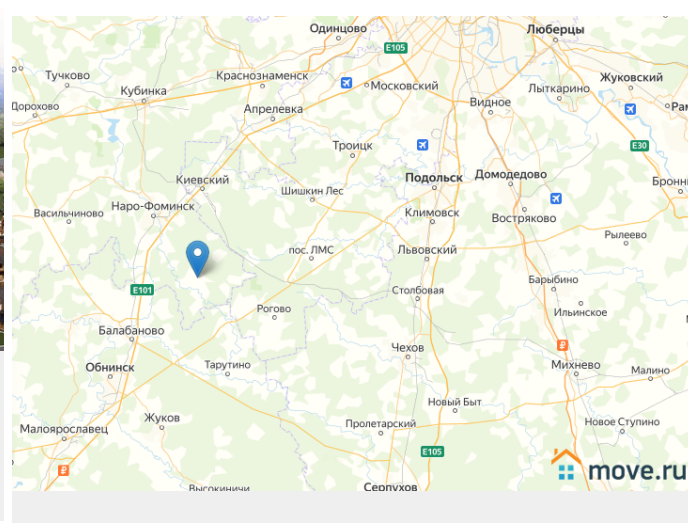 Одинцово
Люберцы
E105
Тучково
Кубинка
Краснознаменск
Московский
Жуковский
Лыткарино
Дорохово
Апрелевка
Видное
Троицк
E30
Киевский
Шишкин Лес
Подольск
Домодедово
Васильчиново
Наро-Фоминск
Климовск
Востряково
Рылеево
пос. ЛМС
Львовский
E101
Столбовая
Барыбино
Рогово
Ильинское
Балабаново
Чехов
Обнинск
Тарутино
Михнево
Малино
Новый Быт
Малоярославец
Жуков
Пролетарский
Новое Ступино
E105
move.ru
Высокиничи
Серпухов